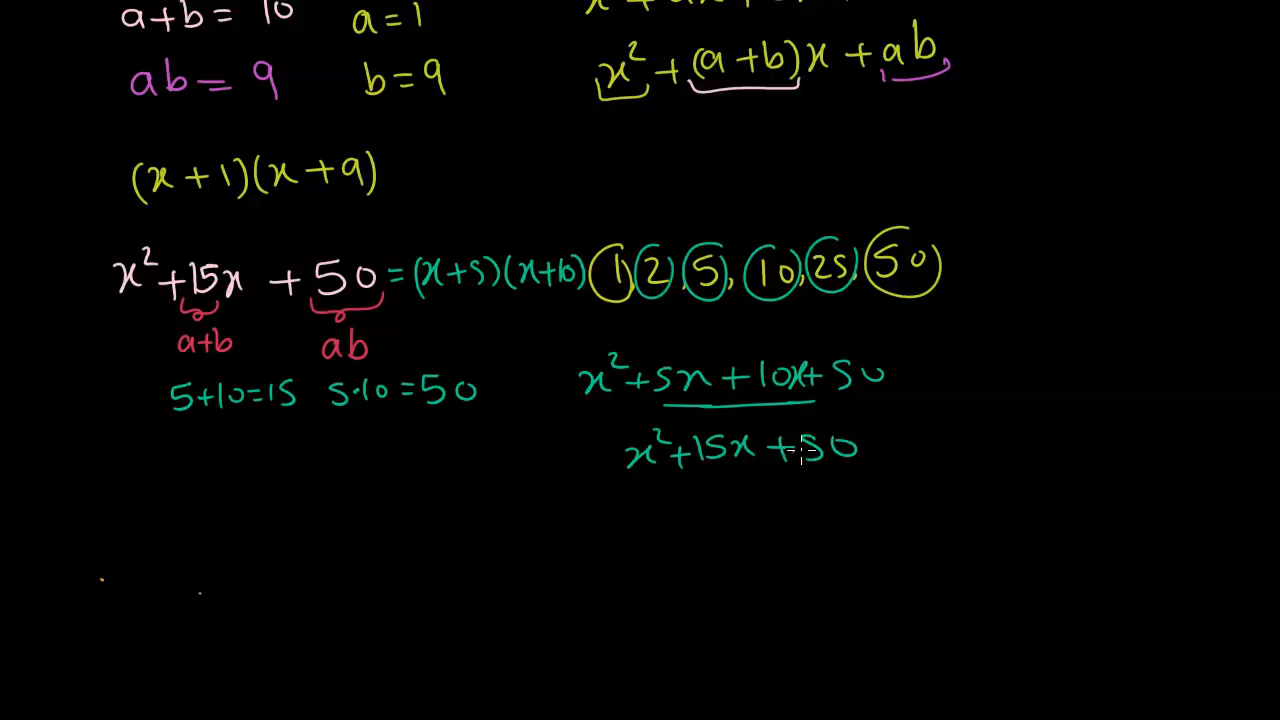 a+b = 10
a=1
ab = 9
b=9
x²+(a+b)x+ab
(x+1)(x+9)
x²+15x+50=(x+5)(x+10) 1,2,5,10,25,50
a+b
ab
5+10=15 5·10=50
x²+5x+10x+50
x²+15x+50